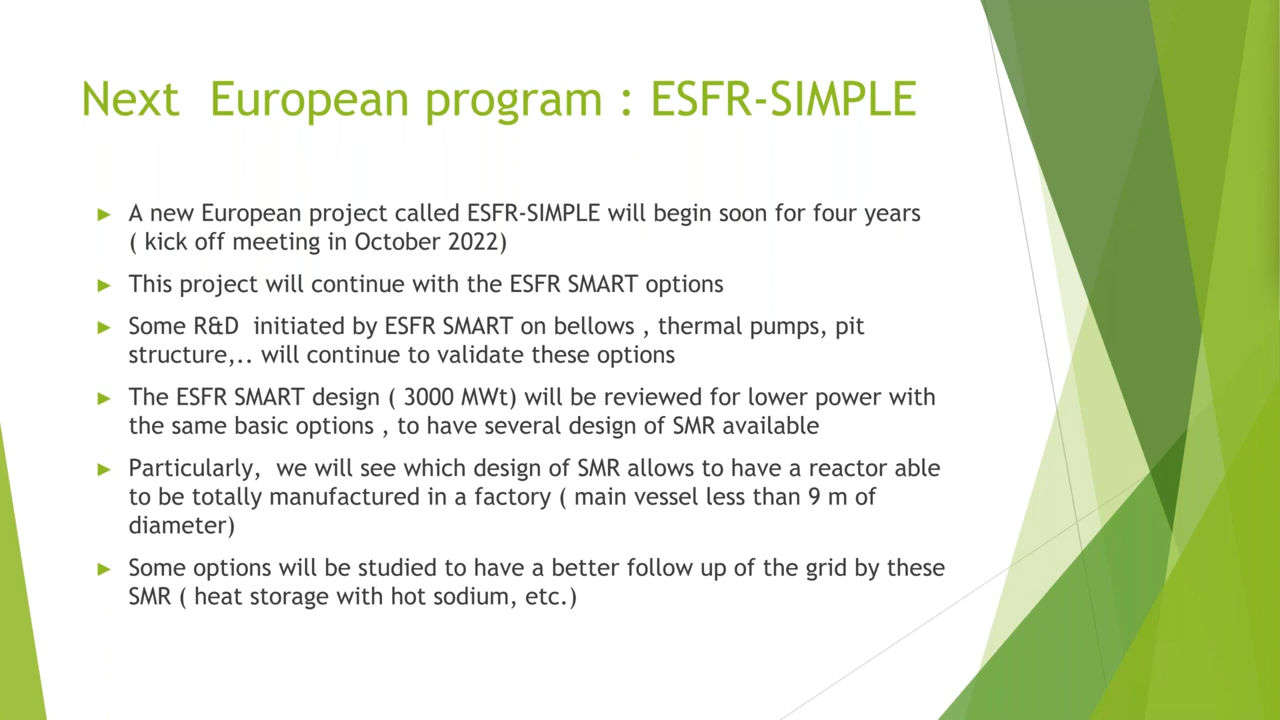 Next  European program : ESFR-SIMPLE
► A new European project called ESFR-SIMPLE will begin soon for four years
( kick off meeting in October 2022)
► This project will continue with the ESFR SMART options
► Some R&D  initiated by ESFR SMART on bellows , thermal pumps, pit
structure,.. will continue to validate these options
► The ESFR SMART design ( 3000 MWt) will be reviewed for lower power with
the same basic options , to have several design of SMR available
► Particularly,  we will see which design of SMR allows to have a reactor able
to be totally manufactured in a factory ( main vessel less than 9 m of
diameter)
► Some options will be studied to have a better follow up of the grid by these
SMR ( heat storage with hot sodium, etc.)